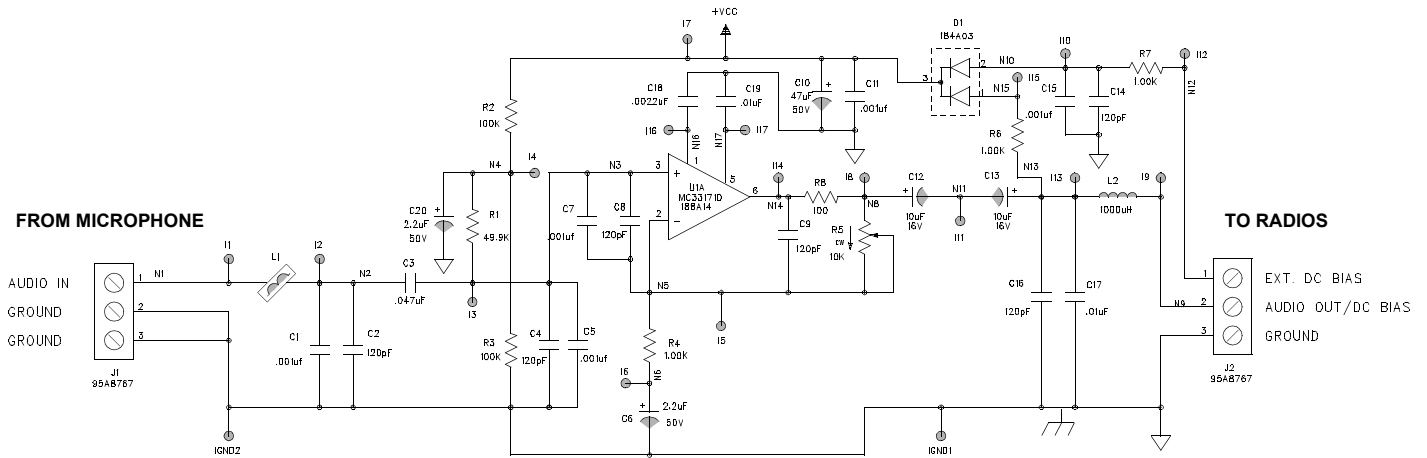 +VCC
I7
D1
1B4A03
I10
R7
I12
N10
2
1.00K
3
I15
N15
1
C18
.0022uF
C19
.01uF
C10
47uF
50V
+
C11
.001uf
C15
.001uf
C14
120pF
N12
R2
100K
I16
N16
N17
I17
R6
1.00K
N4
I4
N3
3
+
1
5
U1A
MC33171D
188A14
6
I14
N14
R8
100
I8
N8
C12
+
10uF
16V
N11
I11
C13
+
10uF
16V
N13
I13
L2
1000uH
I9
2
-
FROM MICROPHONE
TO RADIOS
C20
2.2uF
50V
+
R1
49.9K
C7
.001uf
C8
120pF
C9
120pF
R5
CW
10K
I1
L1
I2
AUDIO IN
1
N1
N2
C3
.047uF
I3
N5
I5
1
EXT. DC BIAS
GROUND
2
N9
2
AUDIO OUT/DC BIAS
GROUND
3
3
GROUND
C1
.001uf
C2
120pF
R3
100K
C4
120pF
C5
.001uf
R4
1.00K
C16
120pF
C17
.01uF
J1
95A8767
J2
95A8767
I6
N6
+
2.2uF
C6
50V
IGND2
IGND1